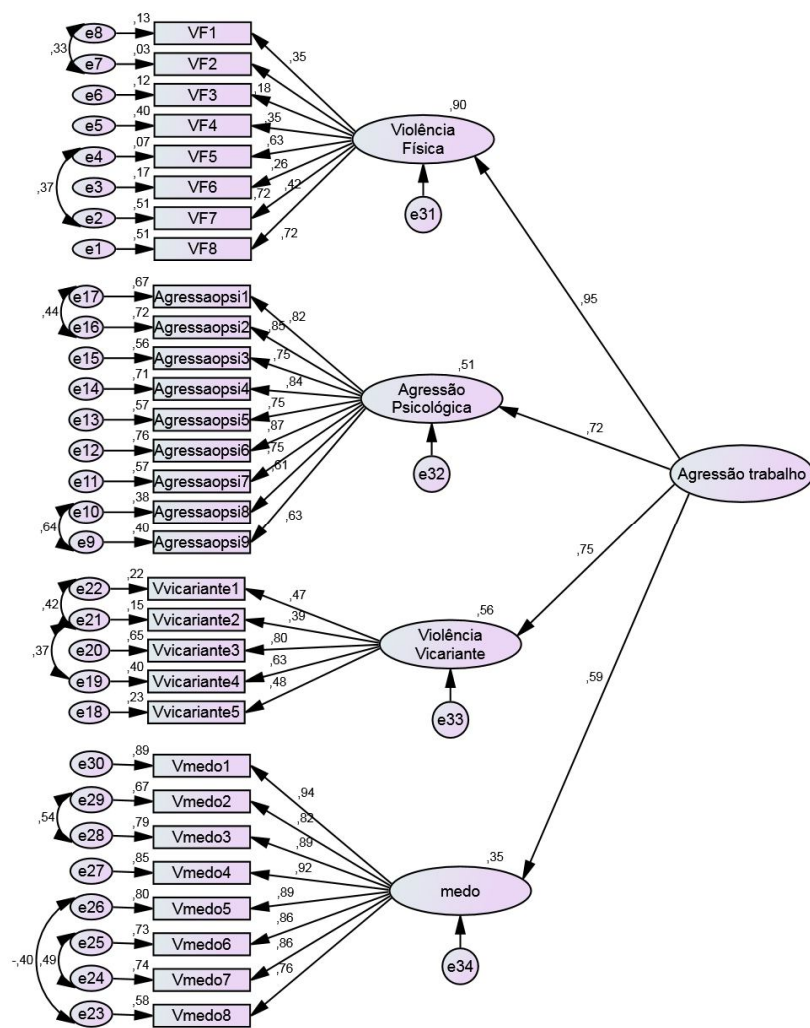 e8 ,13 VF1
,33
e7 ,03 VF2
,35
e6 ,12 VF3
,18
,90
e5 ,40 VF4
,35
Violência
Física
e4 ,07 VF5
,63
e3 ,17 VF6
,26
,37
e2 ,51 VF7
,72 ,42
e31
e1 ,51 VF8
,72
,95
e17 ,67 Agressaopsi1
,82
,44
e16 ,72 Agressaopsi2
,85
e15 ,56 Agressaopsi3
,75
,51
e14 ,71 Agressaopsi4
,84
Agressão
Psicológica
e13 ,57 Agressaopsi5
,75
,72
e12 ,76 Agressaopsi6
,87
,75
e11 ,57 Agressaopsi7
,61
e32
Agressão trabalho
e10 ,38 Agressaopsi8
,64
e9 ,40 Agressaopsi9
,63
,75
e22 ,22 Vvicariante1
,47
,42
e21 ,15 Vvicariante2
,39
,56
e20 ,65 Vvicariante3
,80
Violência
Vicariante
,37
e19 ,40 Vvicariante4
,63
e18 ,23 Vvicariante5
,48
e33
,59
e30 ,89 Vmedo1
,94
e29 ,67 Vmedo2
,82
,54
e28 ,79 Vmedo3
,89
,35
e27 ,85 Vmedo4
,92
medo
e26 ,80 Vmedo5
,89
e25 ,73 Vmedo6
,86
-,40 ,49
e24 ,74 Vmedo7
,86
e34
e23 ,58 Vmedo8
,76